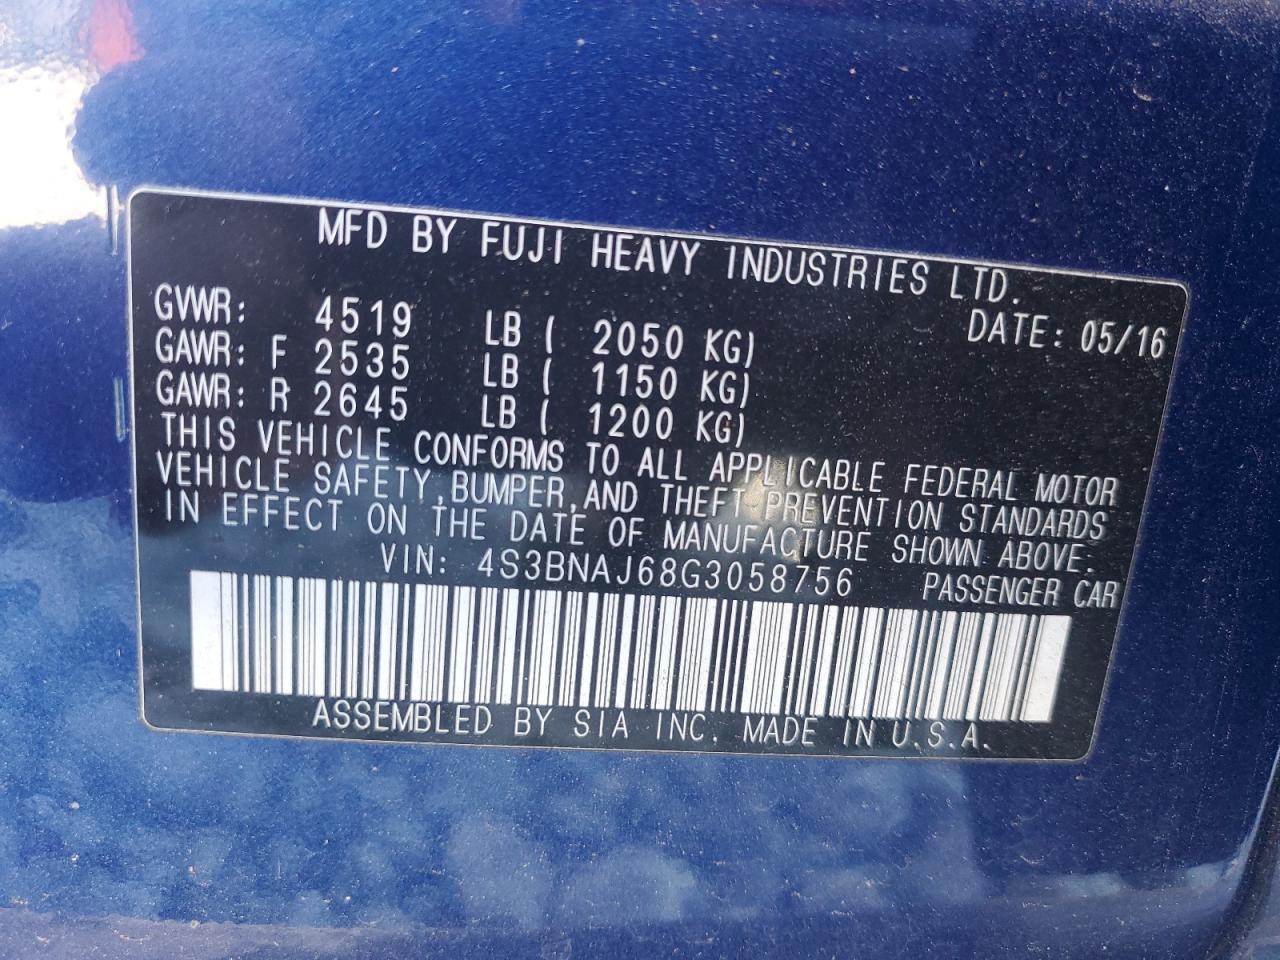 MFD BY FUJI HEAVY INDUSTRIES LTD.
DATE: 05/16
GVWR: 4519 LB ( 2050 KG)
GAWR: F 2535 LB ( 1150 KG)
GAWR: R 2645 LB ( 1200 KG)
THIS VEHICLE CONFORMS TO ALL APPLICABLE FEDERAL MOTOR
VEHICLE SAFETY, BUMPER, AND THEFT PREVENTION STANDARDS
IN EFFECT ON THE DATE OF MANUFACTURE SHOWN ABOVE.
VIN: 4S3BNAJ68G3058756 PASSENGER CAR
ASSEMBLED BY SIA INC. MADE IN U.S.A.